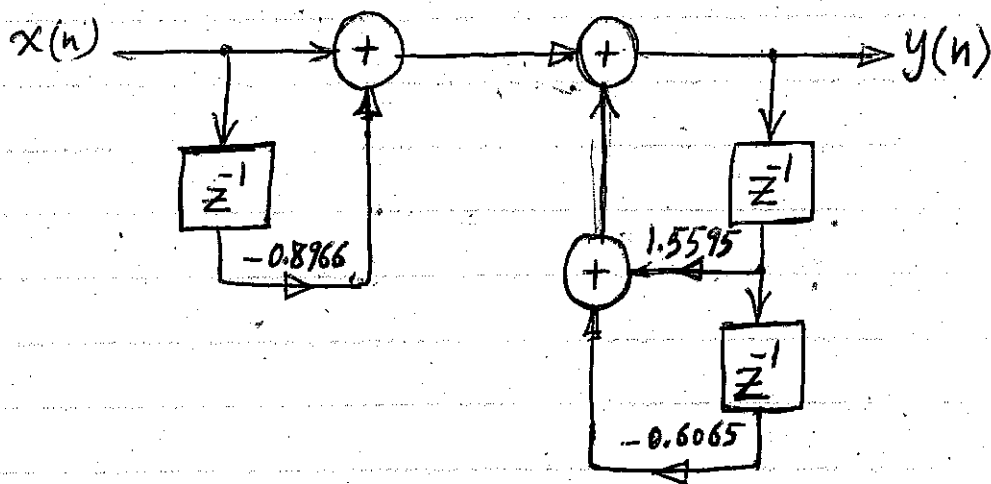 x(n) + + y(n)
z⁻¹ z⁻¹
-0.8966 + 1.5595
z⁻¹
-0.6065